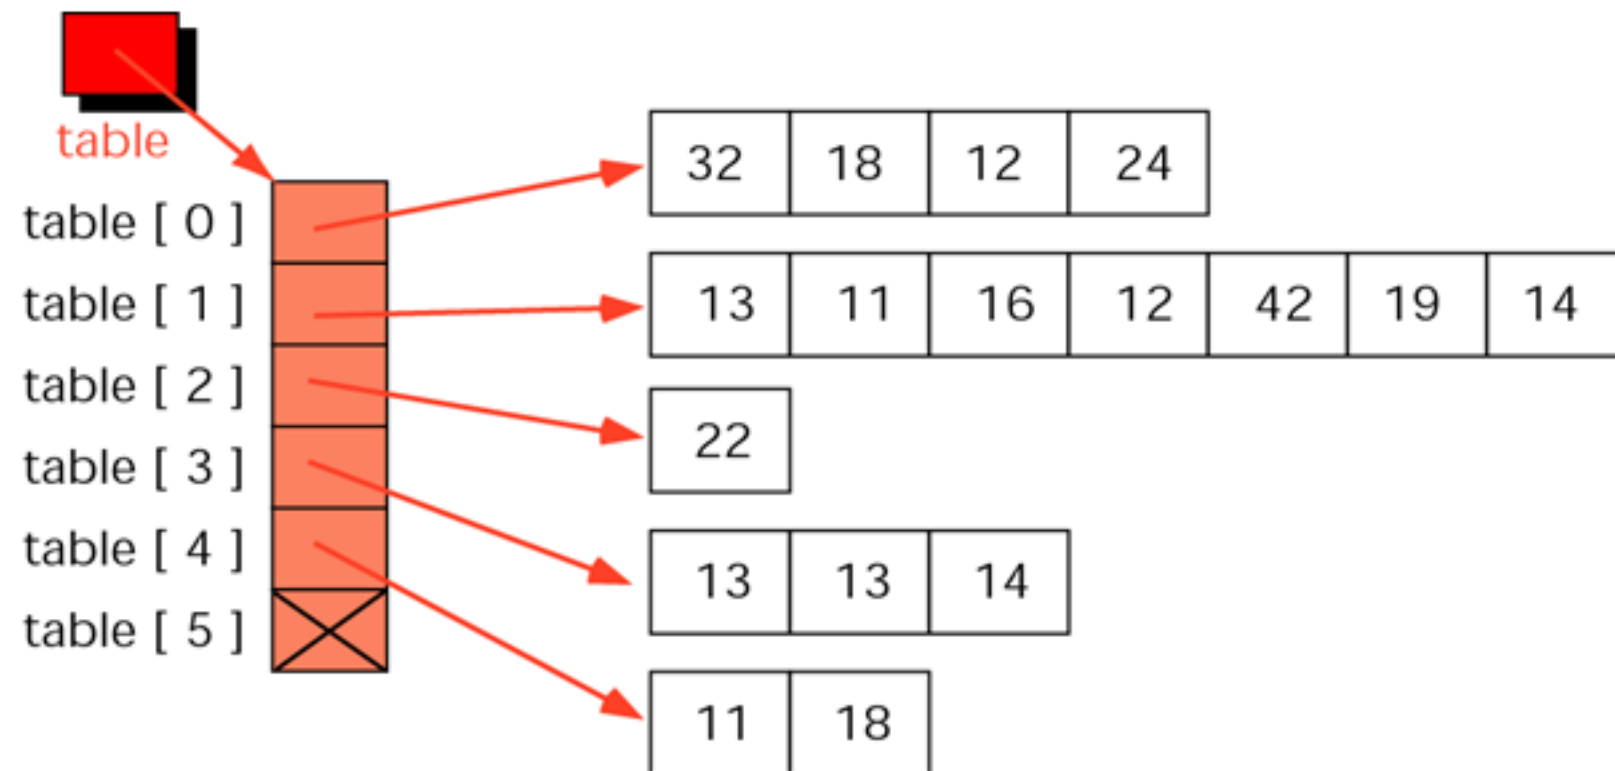 table
table [ 0 ]
32 18 12 24
table [ 1 ]
13 11 16 12 42 19 14
table [ 2 ]
22
table [ 3 ]
13 13 14
table [ 4 ]
table [ 5 ]
11 18